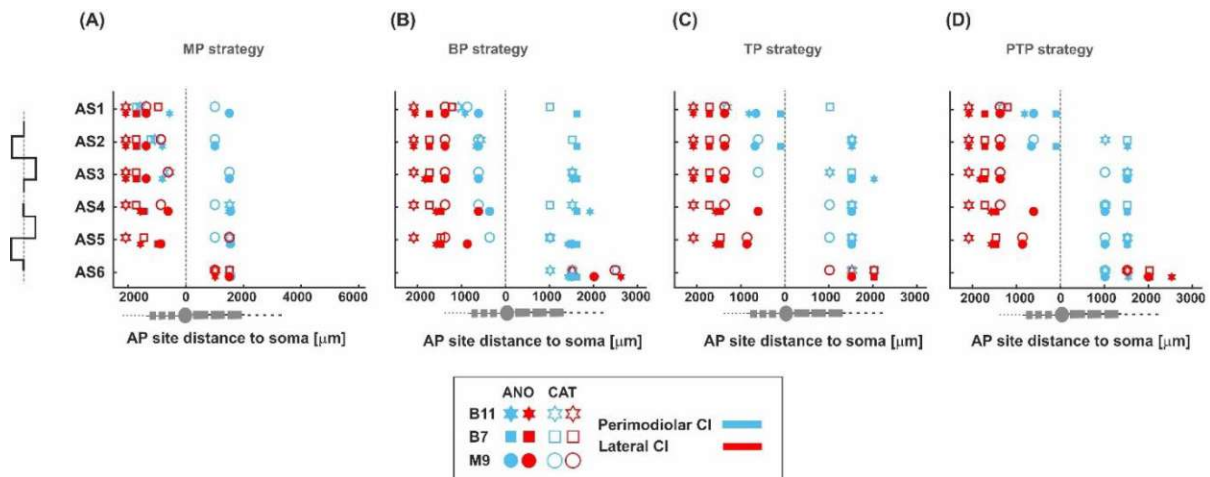 (A) (B) (C) (D)
MP strategy BP strategy TP strategy PTP strategy
AS1
AS2
AS3
AS4
AS5
AS6
2000 0 2000 4000 6000 2000 1000 0 1000 2000 3000 2000 1000 0 1000 2000 3000 2000 1000 0 1000 2000 3000
AP site distance to soma [μm] AP site distance to soma [μm] AP site distance to soma [μm] AP site distance to soma [μm]
ANO CAT
B11
B7 Perimodiolar CI
M9 Lateral CI